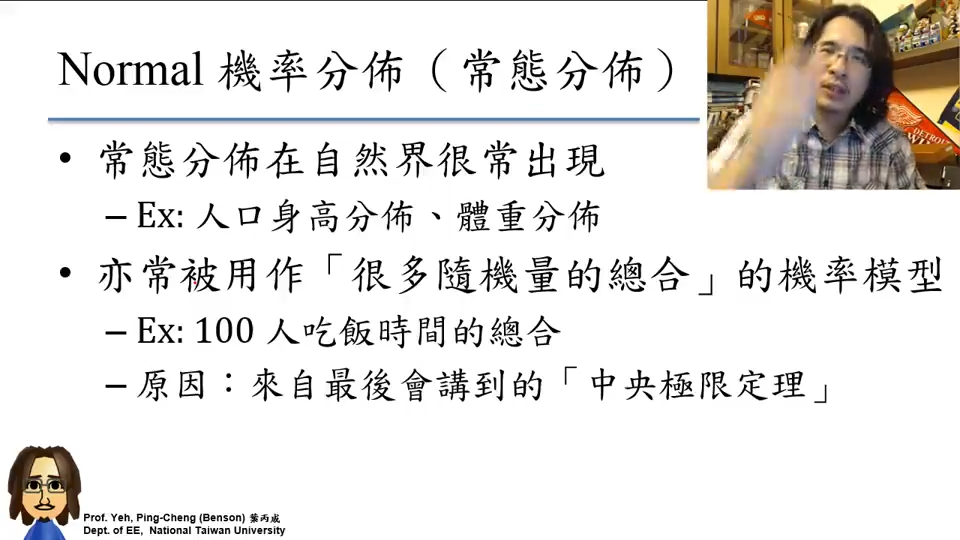 Normal 機率分佈（常態分佈）
• 常態分佈在自然界很常出現
– Ex: 人口身高分佈、體重分佈
• 亦常被用作「很多隨機量的總合」的機率模型
– Ex: 100 人吃飯時間的總合
– 原因：來自最後會講到的「中央極限定理」
Prof. Yeh, Ping-Cheng (Benson) 葉丙成
Dept. of EE, National Taiwan University
DETROIT